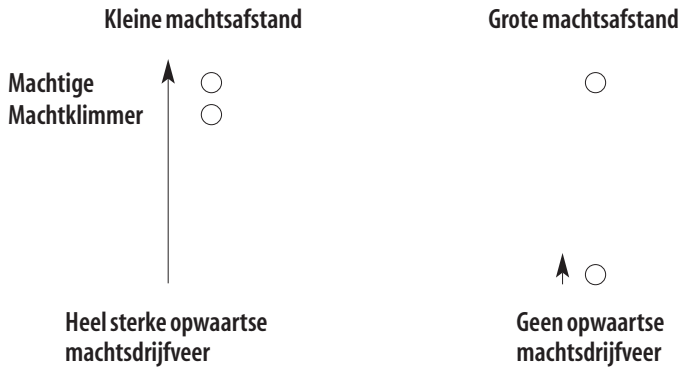 Kleine machtsafstand
Grote machtsafstand
Machtige
Machtklimmer
Heel sterke opwaartse
machtsdrijfveer
Geen opwaartse
machtsdrijfveer